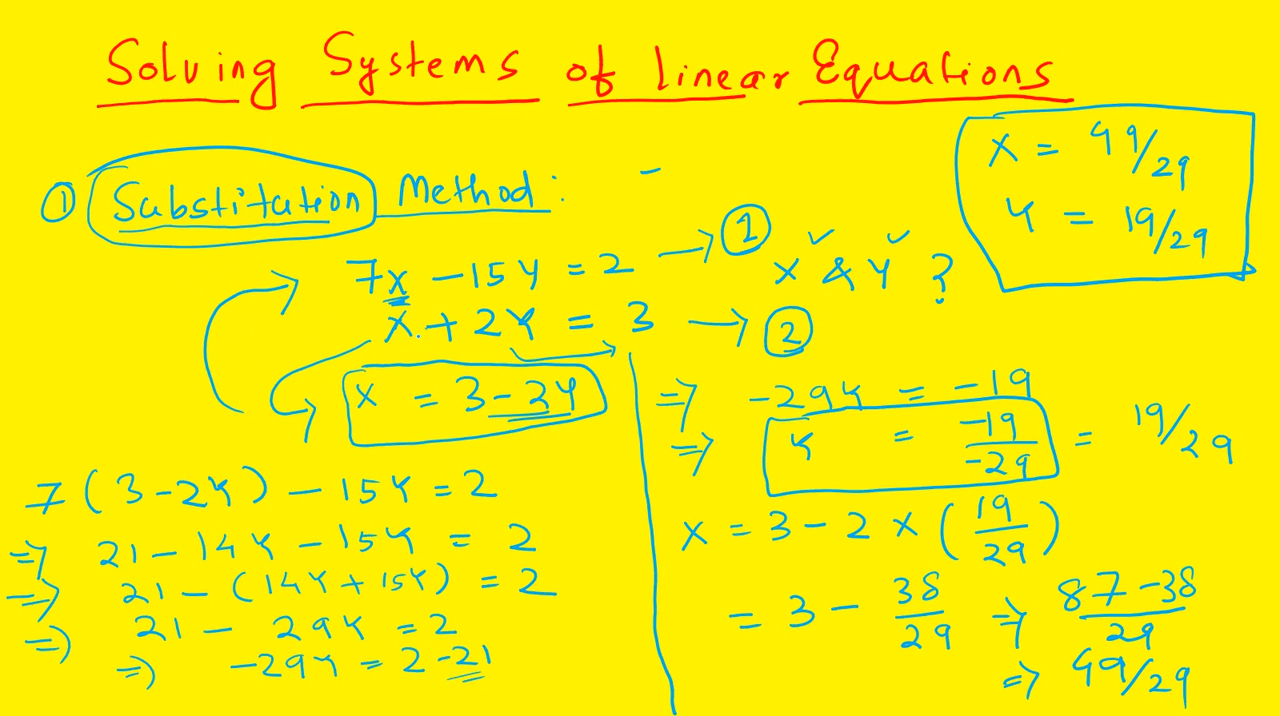 Solving Systems of linear Equations
① Substitution Method: -
7x - 15y = 2 → ①
x + 2y = 3 → ②
x & y ?
x = 3 - 2y
7 (3 - 2y) - 15y = 2
⇒ 21 - 14y - 15y = 2
⇒ 21 - (14y + 15y) = 2
⇒ 21 - 29y = 2
⇒ -29y = 2 - 21
⇒ -29y = -19
⇒ y = -19/-29 = 19/29
x = 3 - 2 × (19/29)
= 3 - 38/29 ⇒ 87-38/29
⇒ 49/29
x = 49/29
y = 19/29